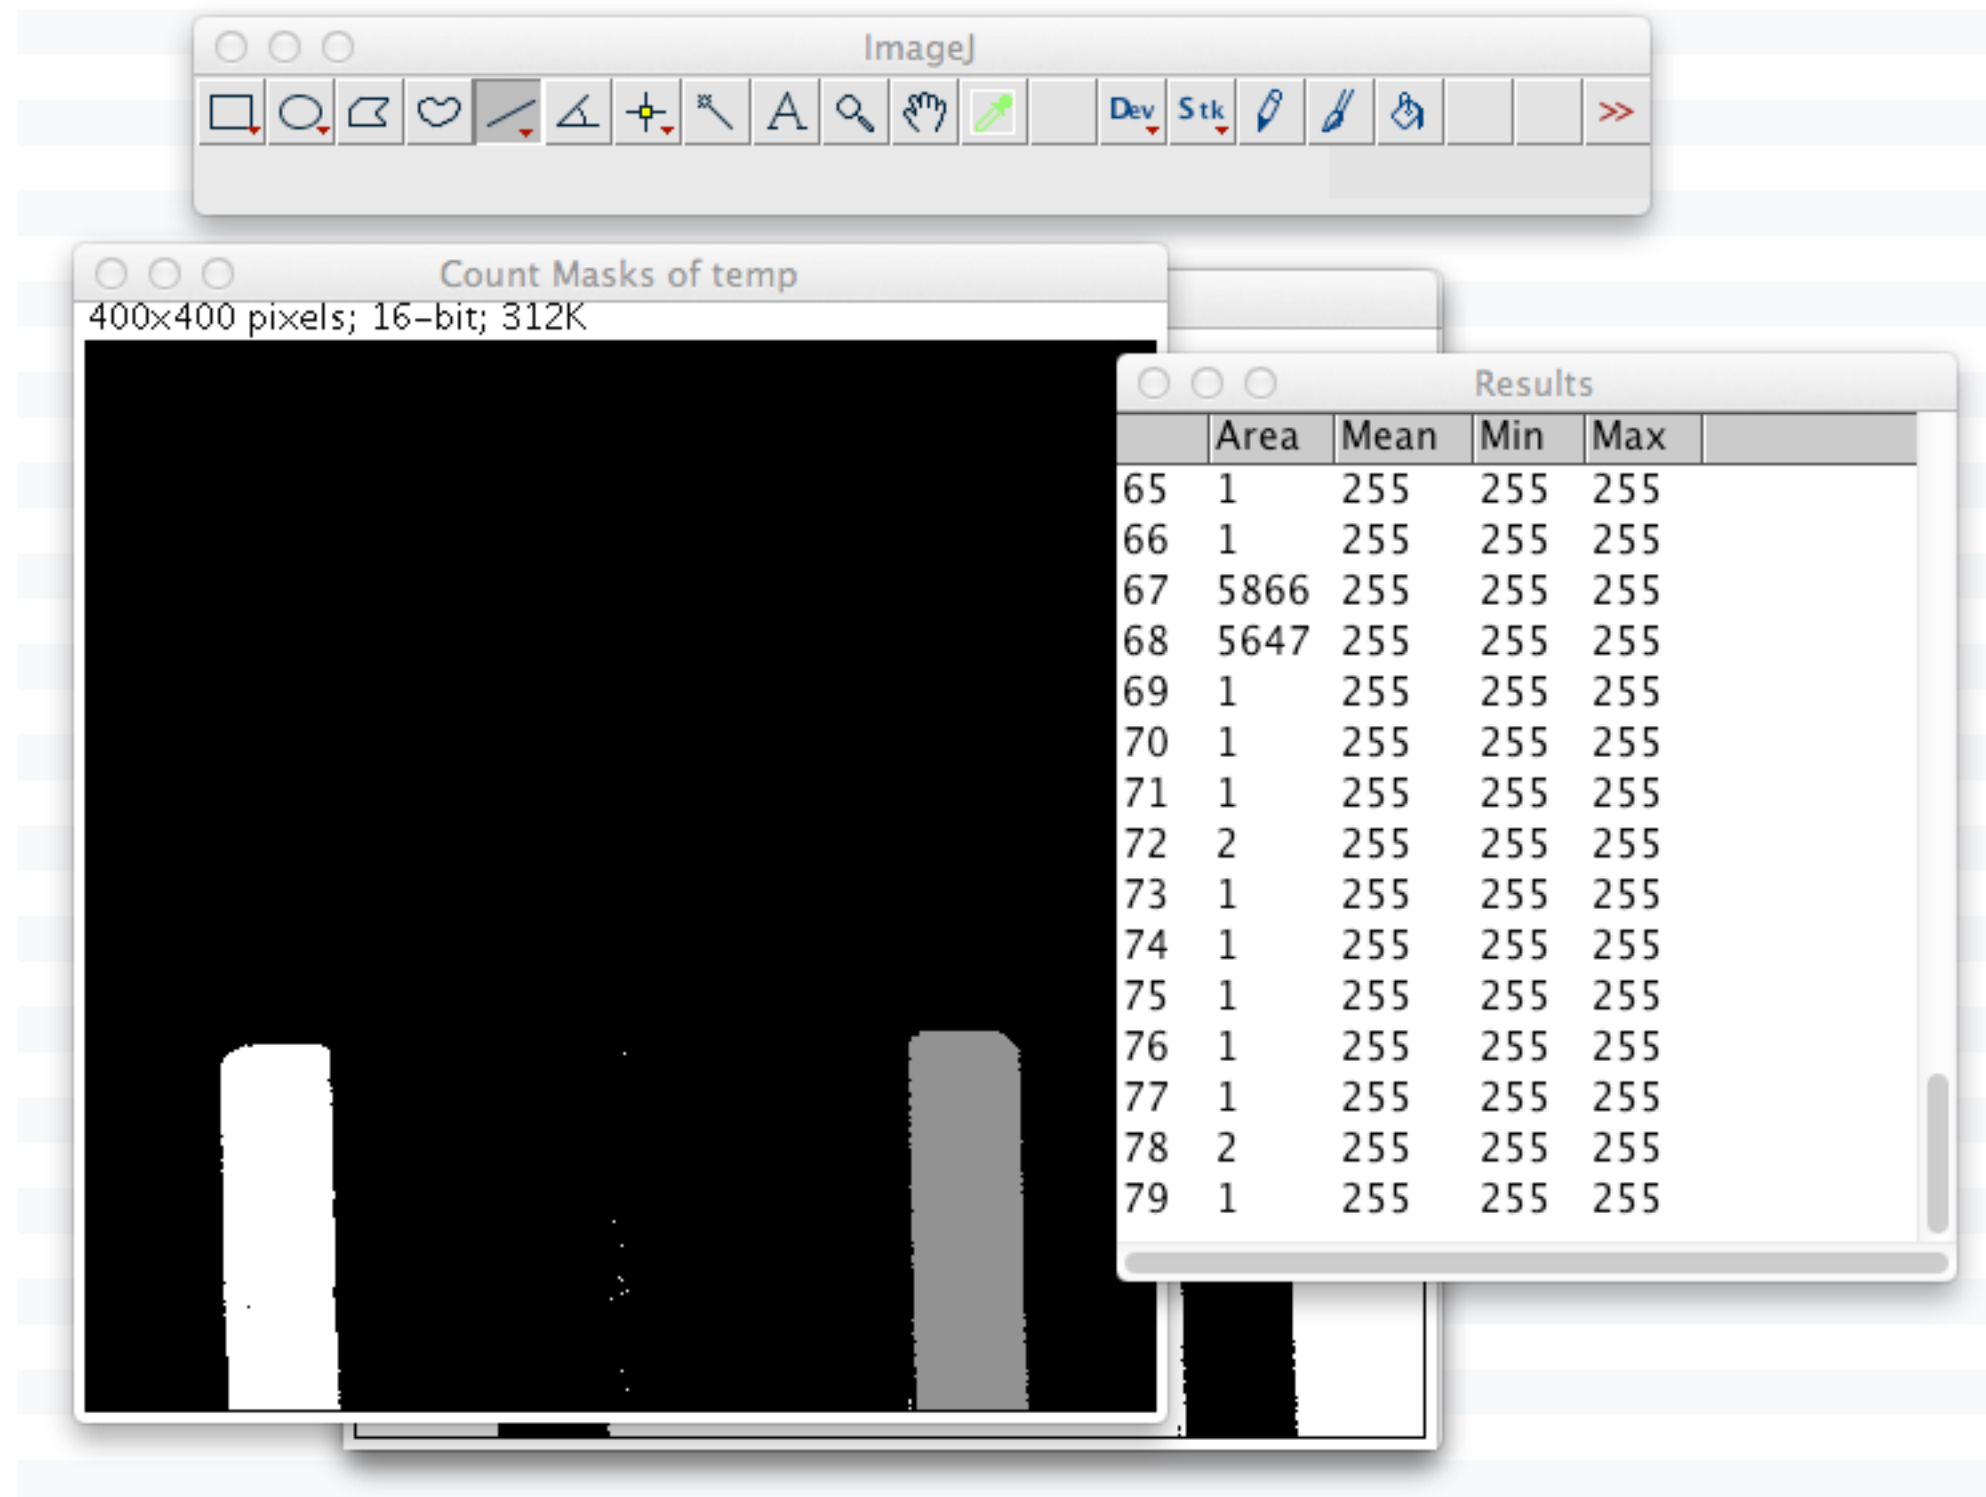 ImageJ
A Dev Stk >>
Count Masks of temp
400x400 pixels; 16-bit; 312K
Results
Area Mean Min Max
65 1 255 255 255
66 1 255 255 255
67 5866 255 255 255
68 5647 255 255 255
69 1 255 255 255
70 1 255 255 255
71 1 255 255 255
72 2 255 255 255
73 1 255 255 255
74 1 255 255 255
75 1 255 255 255
76 1 255 255 255
77 1 255 255 255
78 2 255 255 255
79 1 255 255 255